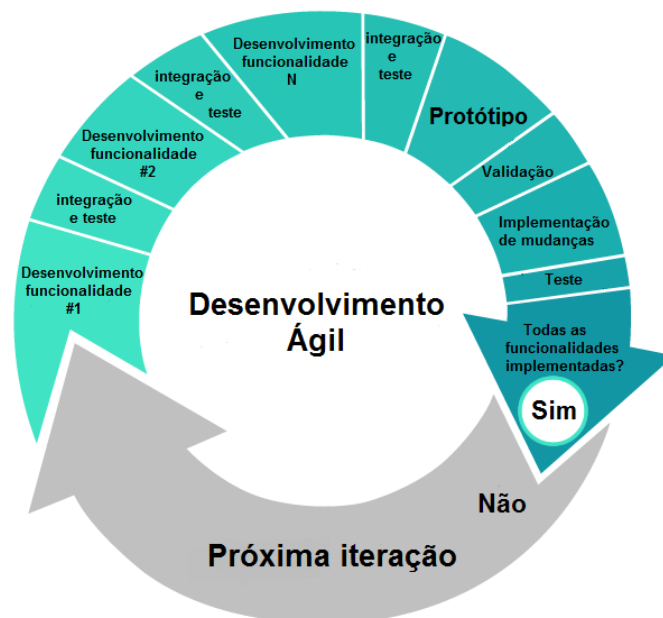 Desenvolvimento
funcionalidade
#1
integração
e teste
Desenvolvimento
funcionalidade
#2
integração
e
teste
Desenvolvimento
funcionalidade
N
integração
e
teste
Protótipo
Validação
Implementação
de mudanças
Teste
Todas as
funcionalidades
implementadas?
Sim
Não
Próxima iteração
Desenvolvimento
Ágil